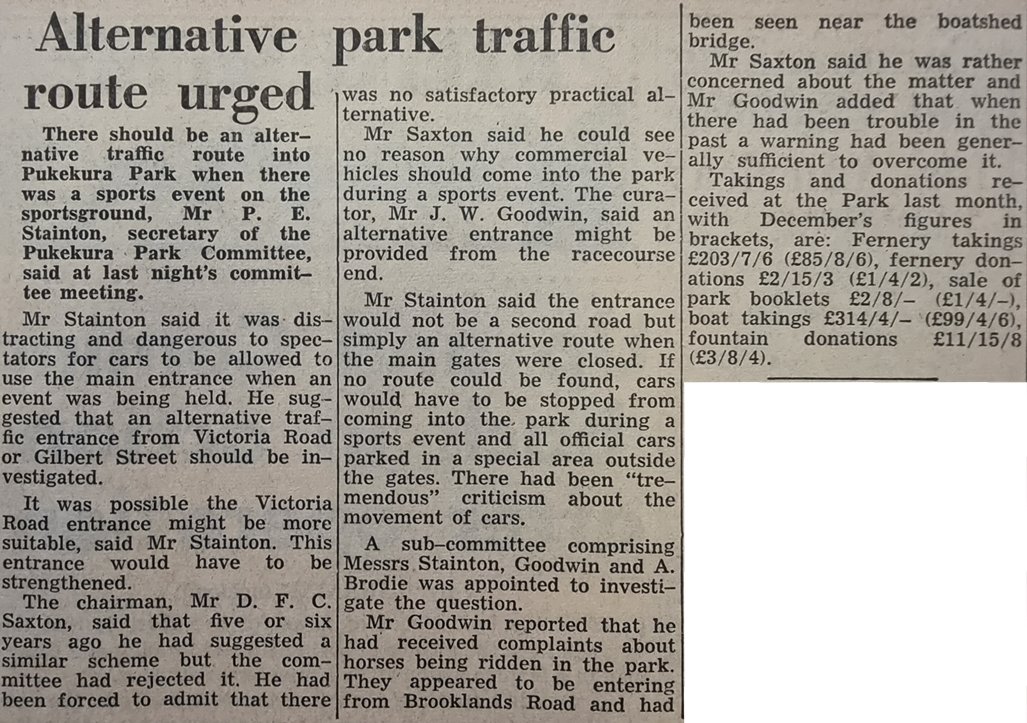 Alternative park traffic
route urged
There should be an alter–
native traffic route into
Pukekura Park when there
was a sports event on the
sportsground, Mr P. E.
Stainton, secretary of the
Pukekura Park Committee,
said at last night's commit–
tee meeting.
Mr Stainton said it was dis–
tracting and dangerous to spec–
tators for cars to be allowed to
use the main entrance when an
event was being held. He sug–
gested that an alternative traf–
fic entrance from Victoria Road
or Gilbert Street should be in–
vestigated.
It was possible the Victoria
Road entrance might be more
suitable, said Mr Stainton. This
entrance would have to be
strengthened.
The chairman, Mr D. F. C.
Saxton, said that five or six
years ago he had suggested a
similar scheme but the com–
mittee had rejected it. He had
been forced to admit that there
was no satisfactory practical al–
ternative.
Mr Saxton said he could see
no reason why commercial ve–
hicles should come into the park
during a sports event. The cura–
tor, Mr J. W. Goodwin, said an
alternative entrance might be
provided from the racecourse
end.
Mr Stainton said the entrance
would not be a second road but
simply an alternative route when
the main gates were closed. If
no route could be found, cars
would have to be stopped from
coming into the park during a
sports event and all official cars
parked in a special area outside
the gates. There had been “tre–
mendous” criticism about the
movement of cars.
A sub–committee comprising
Messrs Stainton, Goodwin and A.
Brodie was appointed to investi–
gate the question.
Mr Goodwin reported that he
had received complaints about
horses being ridden in the park.
They appeared to be entering
from Brooklands Road and had
been seen near the boatshed
bridge.
Mr Saxton said he was rather
concerned about the matter and
Mr Goodwin added that when
there had been trouble in the
past a warning had been gener–
ally sufficient to overcome it.
Takings and donations re–
ceived at the Park last month,
with December's figures in
brackets, are: Fernery takings
£203/7/6 (£85/8/6), fernery don–
ations £2/15/3 (£1/4/2), sale of
park booklets £2/8/– (£1/4/–),
boat takings £314/4/– (£99/4/6),
fountain donations £11/15/8
(£3/8/4).